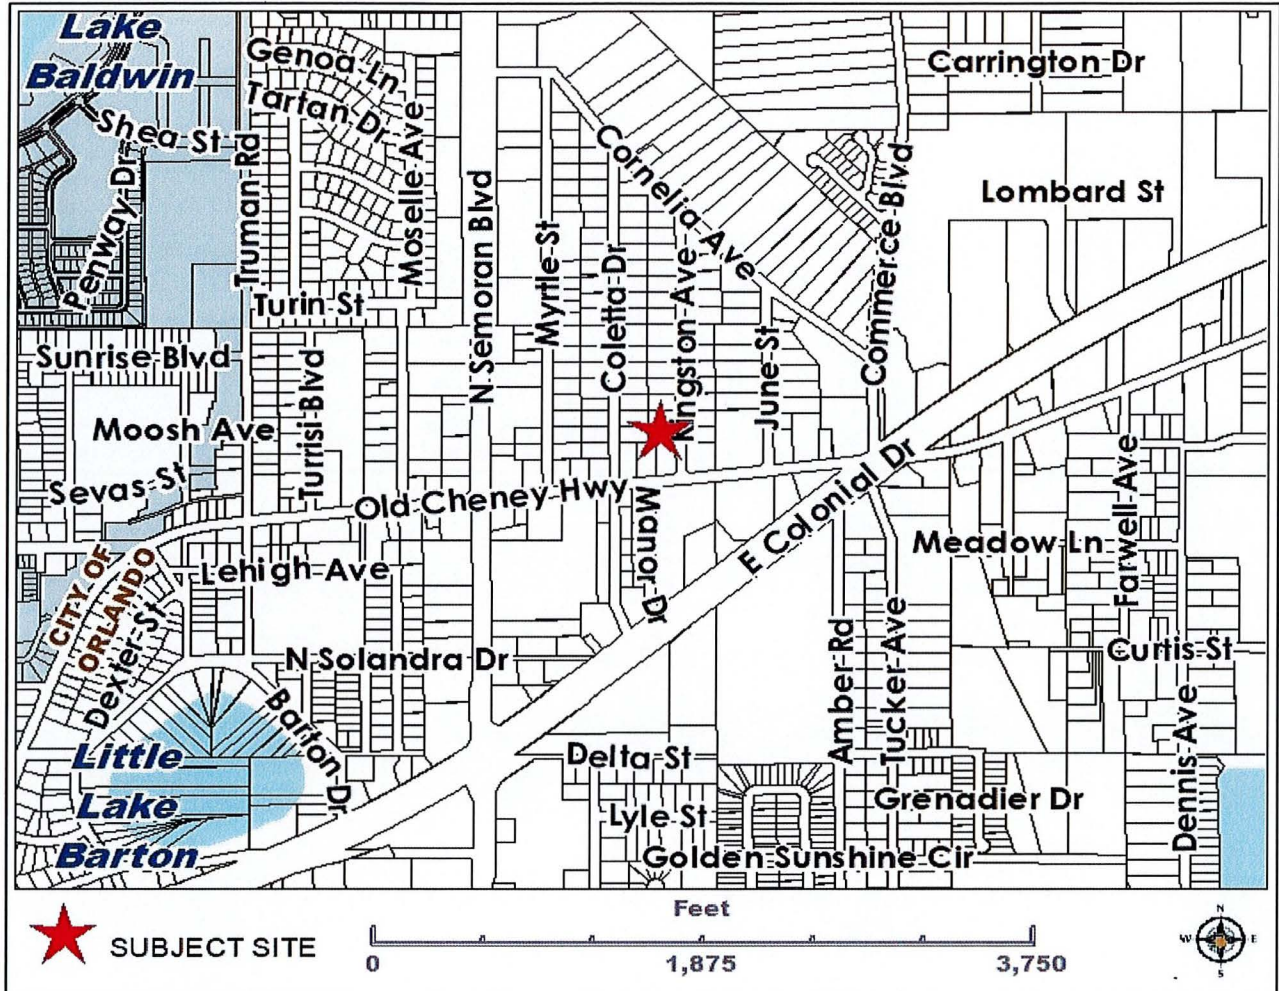 Lake
Baldwin
Genoa Ln
Tartan Dr
Shea St
Penway Dr
Truman Rd
Moselle Ave
Carrington Dr
Cornelia Ave
Commerce Blvd
Lombard St
N Semoran Blvd
Myrtle St
Coletta Dr
Kingston Ave
June St
Turin St
Sunrise Blvd
Turrisi Blvd
Moosh Ave
Sevas St
Old Cheney Hwy
Manor Dr
E Colonial Dr
Meadow Ln
Farwell Ave
CITY OF
ORLANDO
Lehigh Ave
Dexter St
N Solandra Dr
Barton Dr
Amber Rd
Tucker Ave
Curtis St
Dennis Ave
Little
Lake
Barton
Delta St
Lyle St
Grenadier Dr
Golden Sunshine Cir
SUBJECT SITE
Feet
0 1,875 3,750
N
W E
S